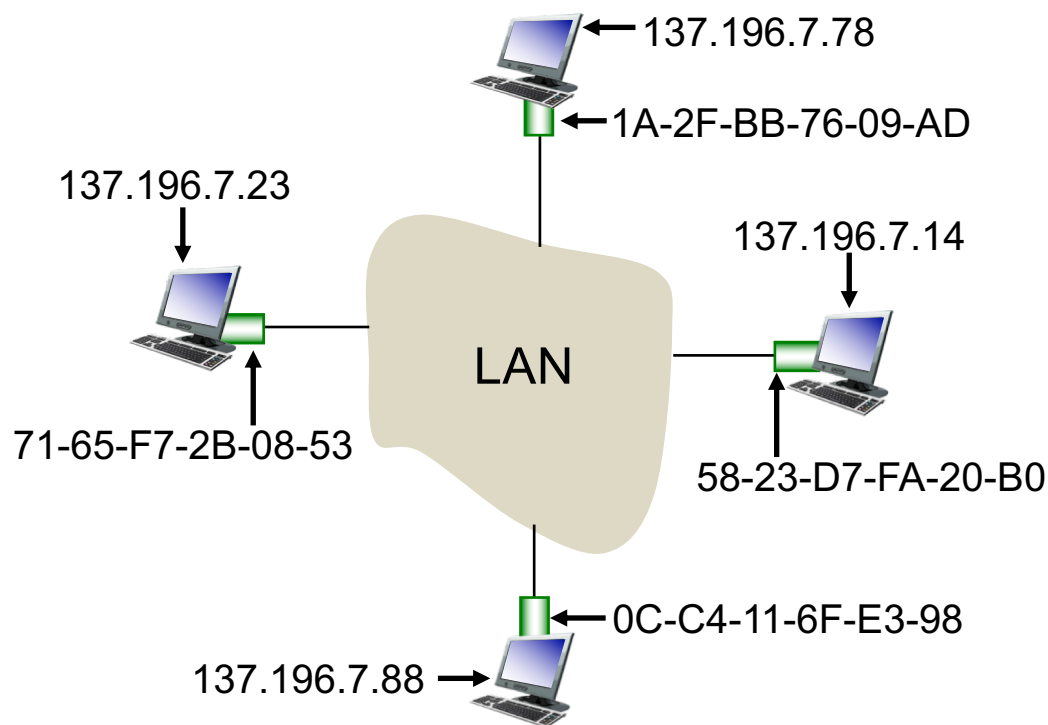 137.196.7.78
1A-2F-BB-76-09-AD
137.196.7.23
137.196.7.14
LAN
71-65-F7-2B-08-53
58-23-D7-FA-20-B0
0C-C4-11-6F-E3-98
137.196.7.88